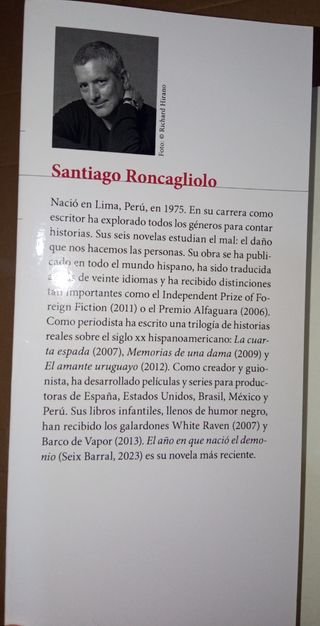 Foto: © Richard Hirano
Santiago Roncagliolo
Nació en Lima, Perú, en 1975. En su carrera como
escritor ha explorado todos los géneros para contar
historias. Sus seis novelas estudian el mal: el daño
que nos hacemos las personas. Su obra se ha publi-
cado en todo el mundo hispano, ha sido traducida
de veinte idiomas y ha recibido distinciones
tan importantes como el Independent Prize of Fo-
reign Fiction (2011) o el Premio Alfaguara (2006).
Como periodista ha escrito una trilogía de historias
reales sobre el siglo XX hispanoamericano: La cuar-
ta espada (2007), Memorias de una dama (2009) y
El amante uruguayo (2012). Como creador y guio-
nista, ha desarrollado películas y series para produc-
toras de España, Estados Unidos, Brasil, México y
Perú. Sus libros infantiles, llenos de humor negro,
han recibido los galardones White Raven (2007) y
Barco de Vapor (2013). El año en que nació el demo-
nio (Seix Barral, 2023) es su novela más reciente.